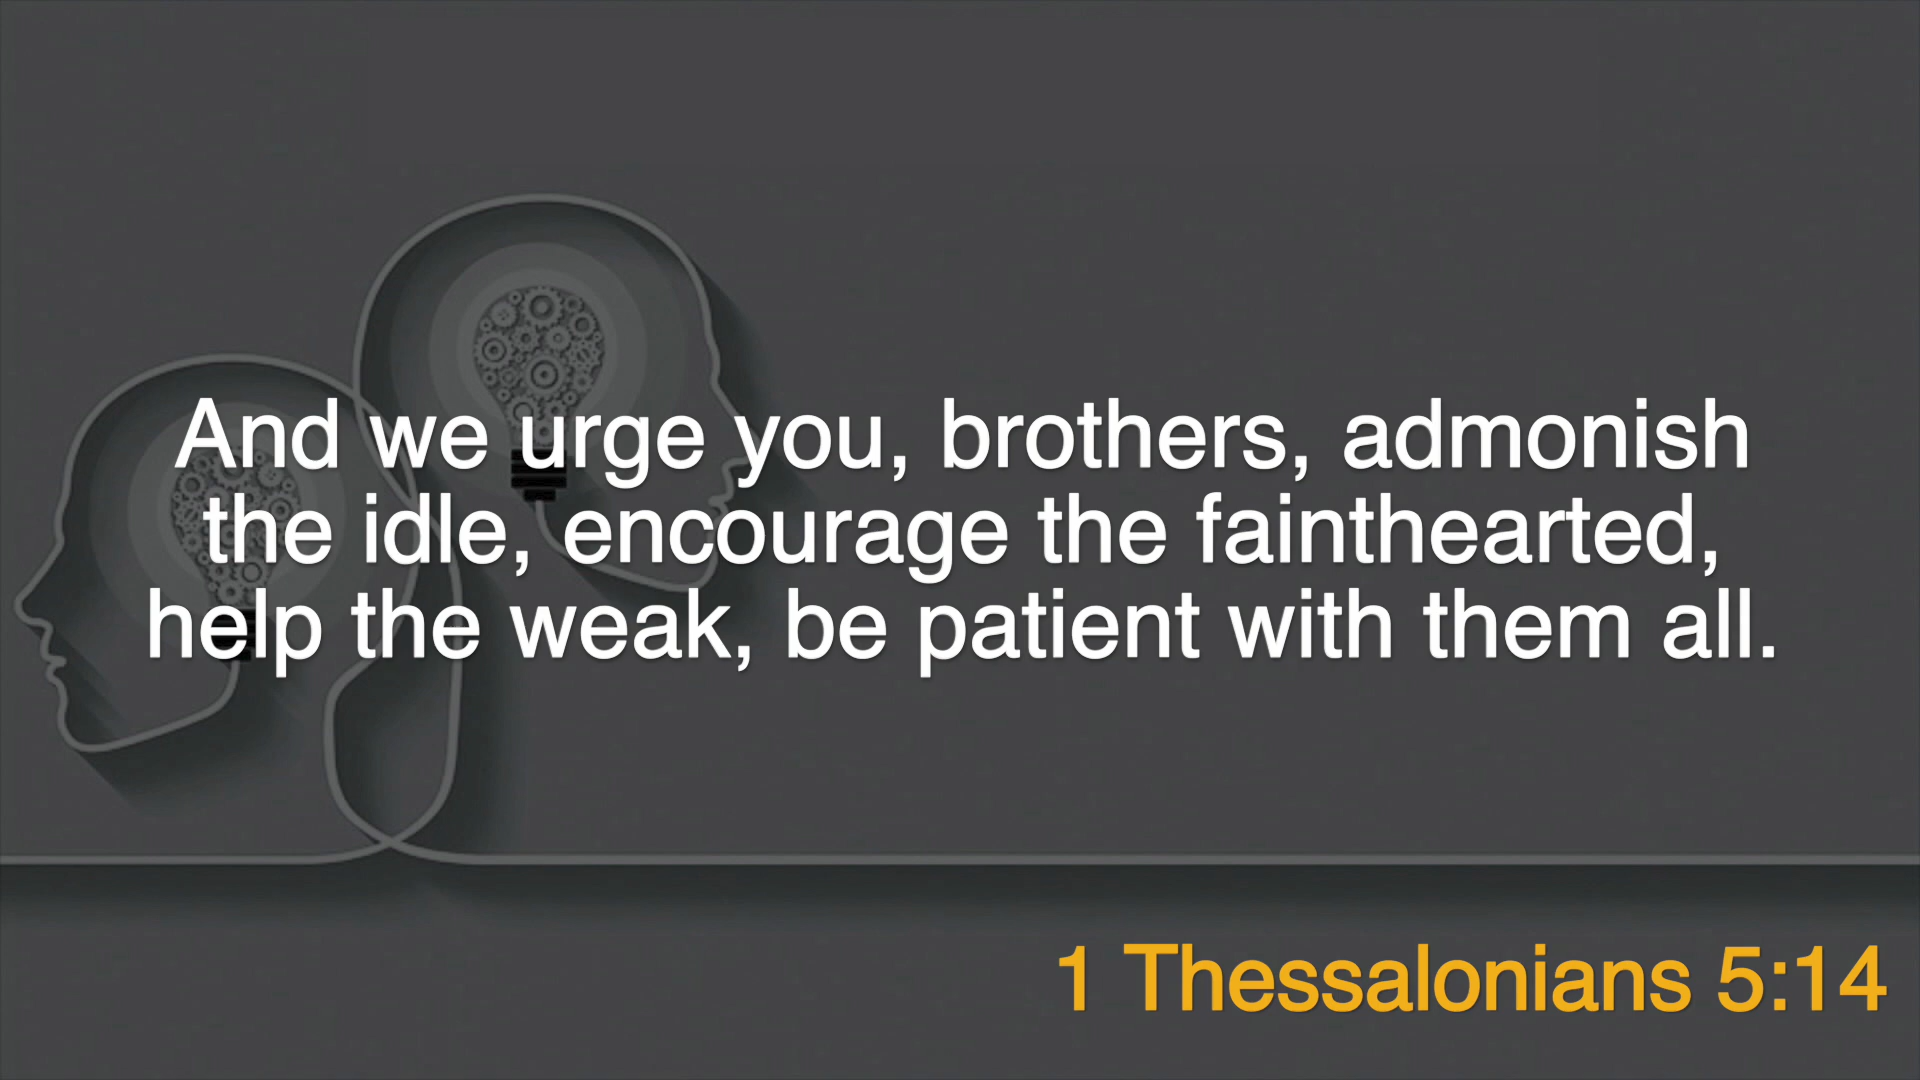 And we urge you, brothers, admonish
the idle, encourage the fainthearted,
help the weak, be patient with them all.
1 Thessalonians 5:14